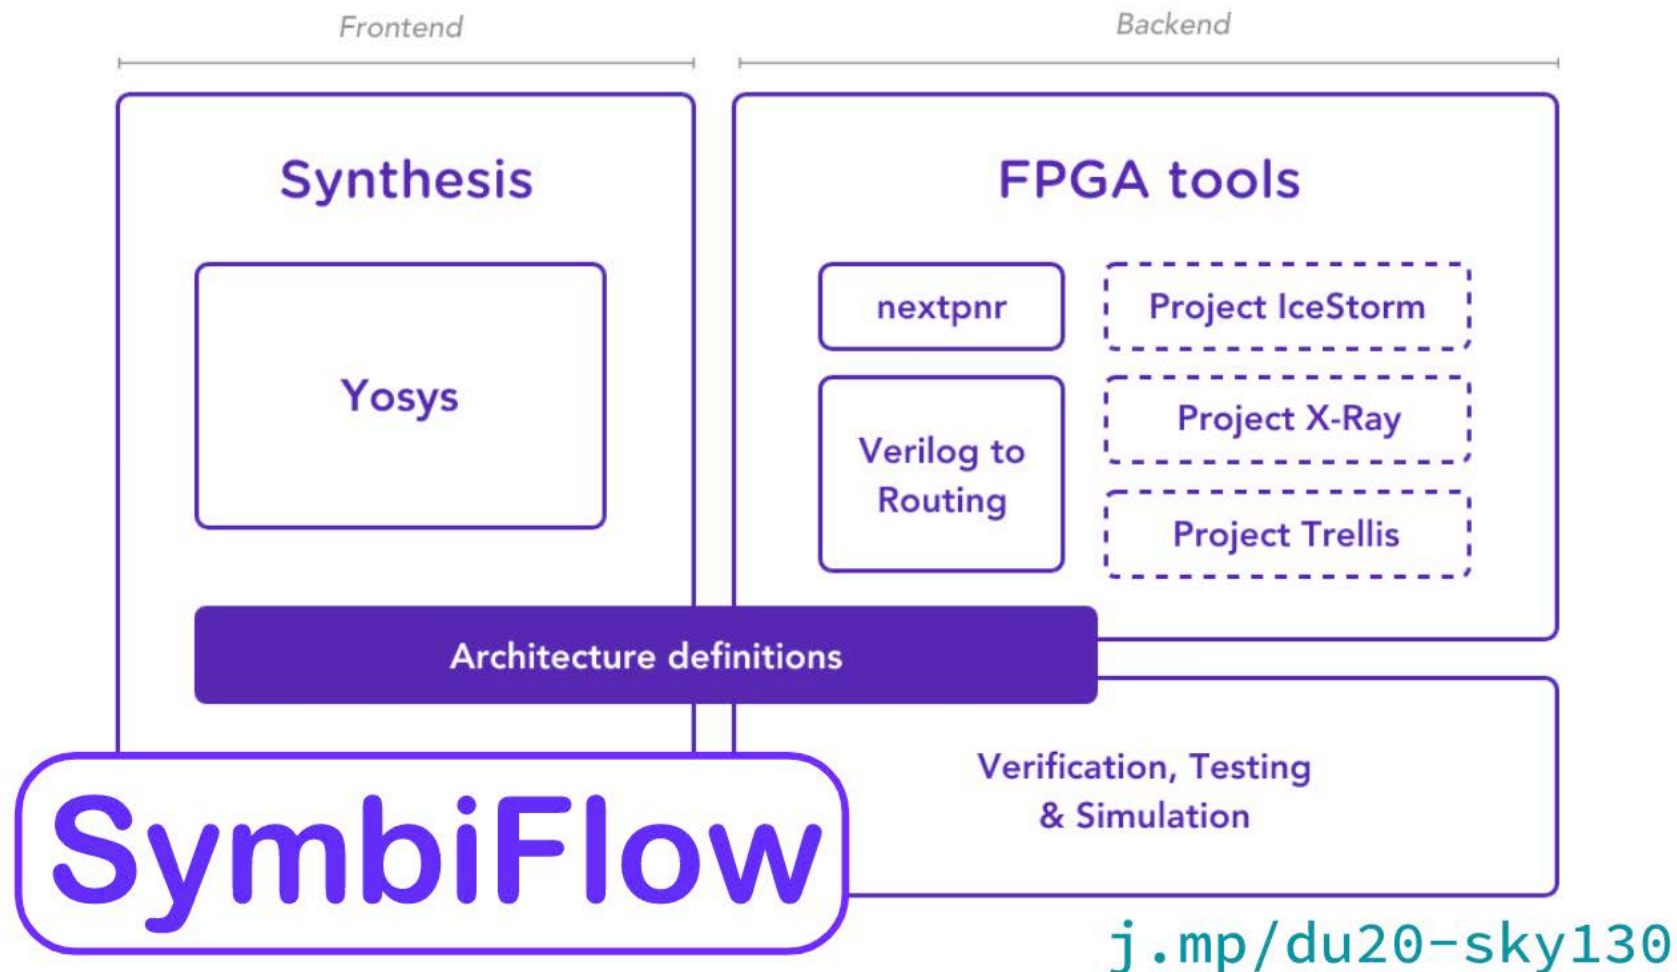 Frontend
Backend
Synthesis
Yosys
FPGA tools
nextpnr
Project IceStorm
Verilog to
Routing
Project X-Ray
Project Trellis
Architecture definitions
Verification, Testing
& Simulation
SymbiFlow
j.mp/du20-sky130